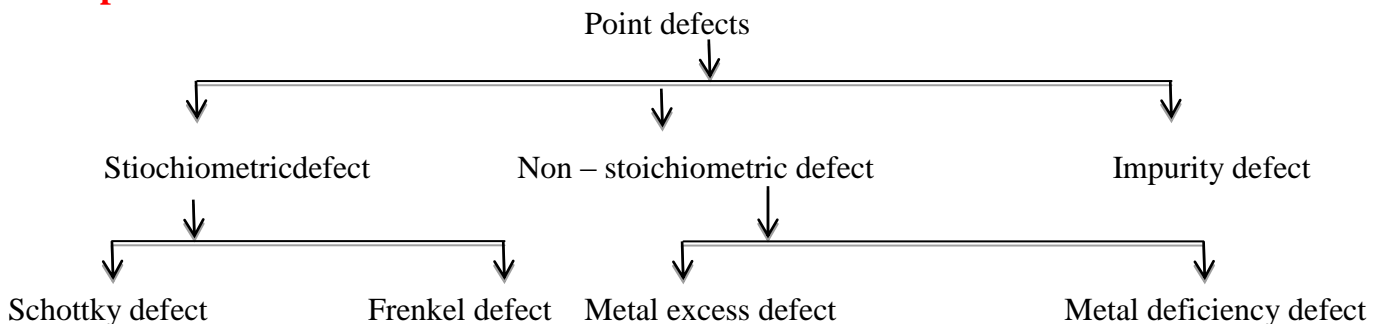 Point defects
Stiochiometricdefect Non – stoichiometric defect Impurity defect
Schottky defect Frenkel defect Metal excess defect Metal deficiency defect